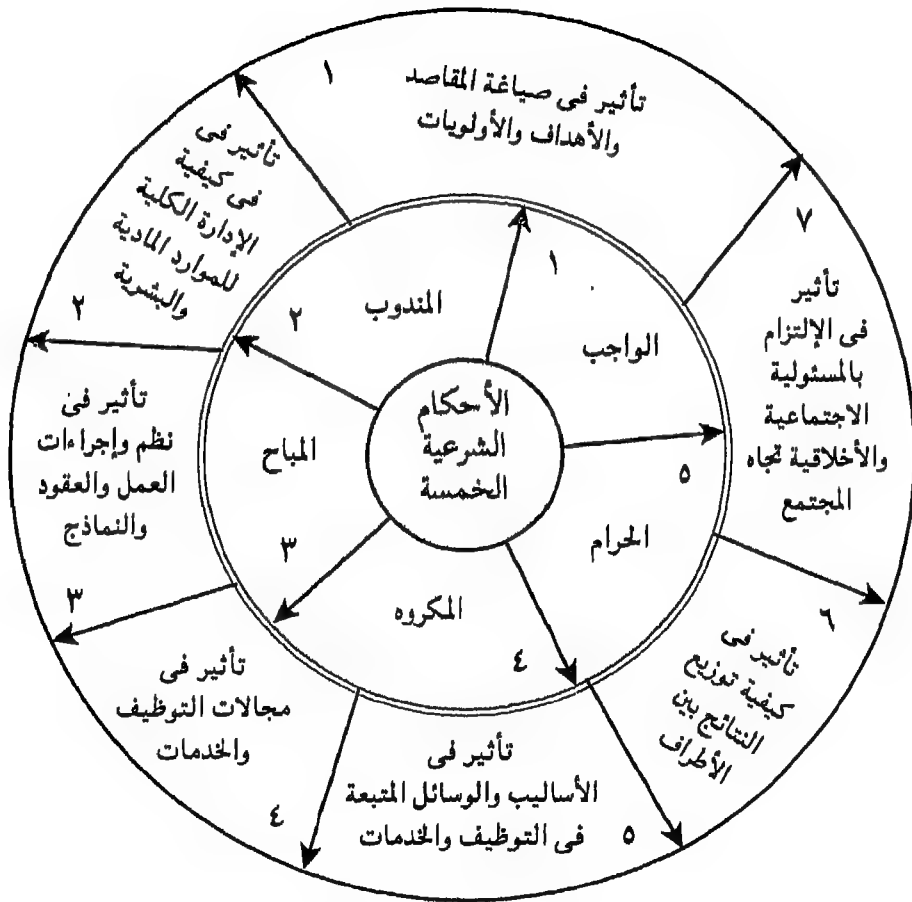 الأحكام
الشرعية
الخمسة
١
الواجب
المندوب
٢
المباح
٣
المكروه
٤
الحرام
٥
١
تأثير فى صياغة المقاصد
والأهداف والأولويات
تأثير فى
فى كيفية
الإدارة الكلية
للموارد المادية
والبشرية
٢
تأثير فى
نظم وإجراءات
العمل والعقود
والنماذج
٣
تأثير فى
مجالات التوظيف
والخدمات
٤
تأثير فى
الأساليب والوسائل المتبعة
فى التوظيف والخدمات
٥
تأثير فى
كيفية توزيع
النتائج بين
الأطراف
٦
٧
تأثير
فى الإلتزام
بالمسئولية
الاجتماعية
والأخلاقية تجاه
المجتمع